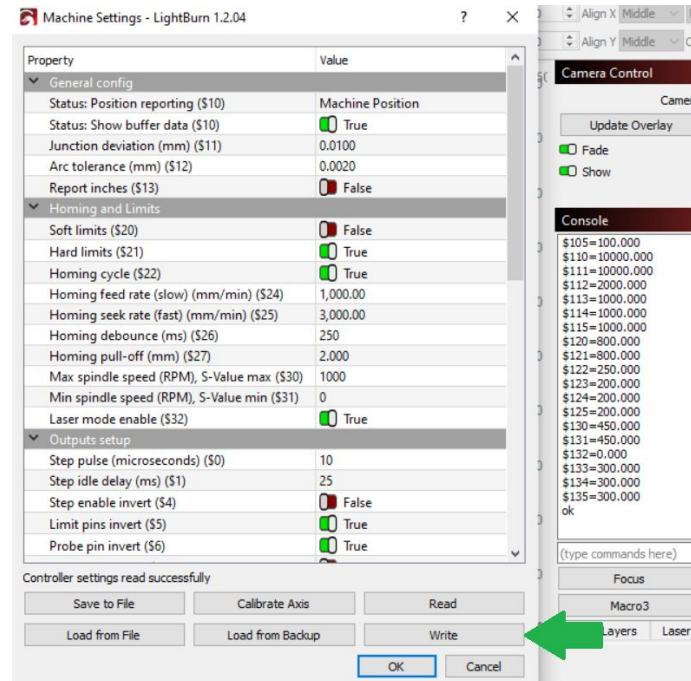 Machine Settings - LightBurn 1.2.04 ? ×
Property Value
General config
Status: Position reporting ($10) Machine Position
Status: Show buffer data ($10) True
Junction deviation (mm) ($11) 0.0100
Arc tolerance (mm) ($12) 0.0020
Report inches ($13) False
Homing and Limits
Soft limits ($20) False
Hard limits ($21) True
Homing cycle ($22) True
Homing feed rate (slow) (mm/min) ($24) 1,000.00
Homing seek rate (fast) (mm/min) ($25) 3,000.00
Homing debounce (ms) ($26) 250
Homing pull-off (mm) ($27) 2.000
Max spindle speed (RPM), S-Value max ($30) 1000
Min spindle speed (RPM), S-Value min ($31) 0
Laser mode enable ($32) True
Outputs setup
Step pulse (microseconds) ($0) 10
Step idle delay (ms) ($1) 25
Step enable invert ($4) False
Limit pins invert ($5) True
Probe pin invert ($6) True
Controller settings read successfully
Save to File Calibrate Axis Read
Load from File Load from Backup Write
OK Cancel
Align X Middle
Align Y Middle
Camera Control
Update Overlay
Fade
Show
Console
$105=100.000
$110=10000.000
$111=10000.000
$112=2000.000
$113=1000.000
$114=1000.000
$115=1000.000
$120=800.000
$121=800.000
$122=250.000
$123=200.000
$124=200.000
$125=200.000
$130=450.000
$131=450.000
$132=0.000
$133=300.000
$134=300.000
$135=300.000
ok
(type commands here)
Focus
Macro3
Layers Laser